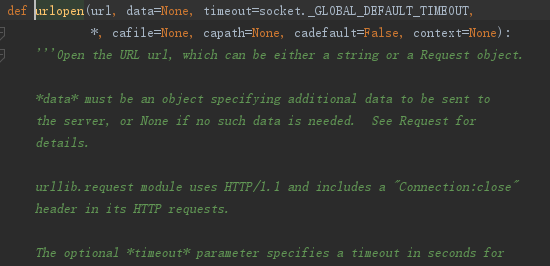 def urlopen(url, data=None, timeout=socket._GLOBAL_DEFAULT_TIMEOUT,
*, cafile=None, capath=None, cadefault=False, context=None):
'''Open the URL url, which can be either a string or a Request object.
*data* must be an object specifying additional data to be sent to
the server, or None if no such data is needed.  See Request for
details.
urllib.request module uses HTTP/1.1 and includes a "Connection:close"
header in its HTTP requests.
The optional *timeout* parameter specifies a timeout in seconds for